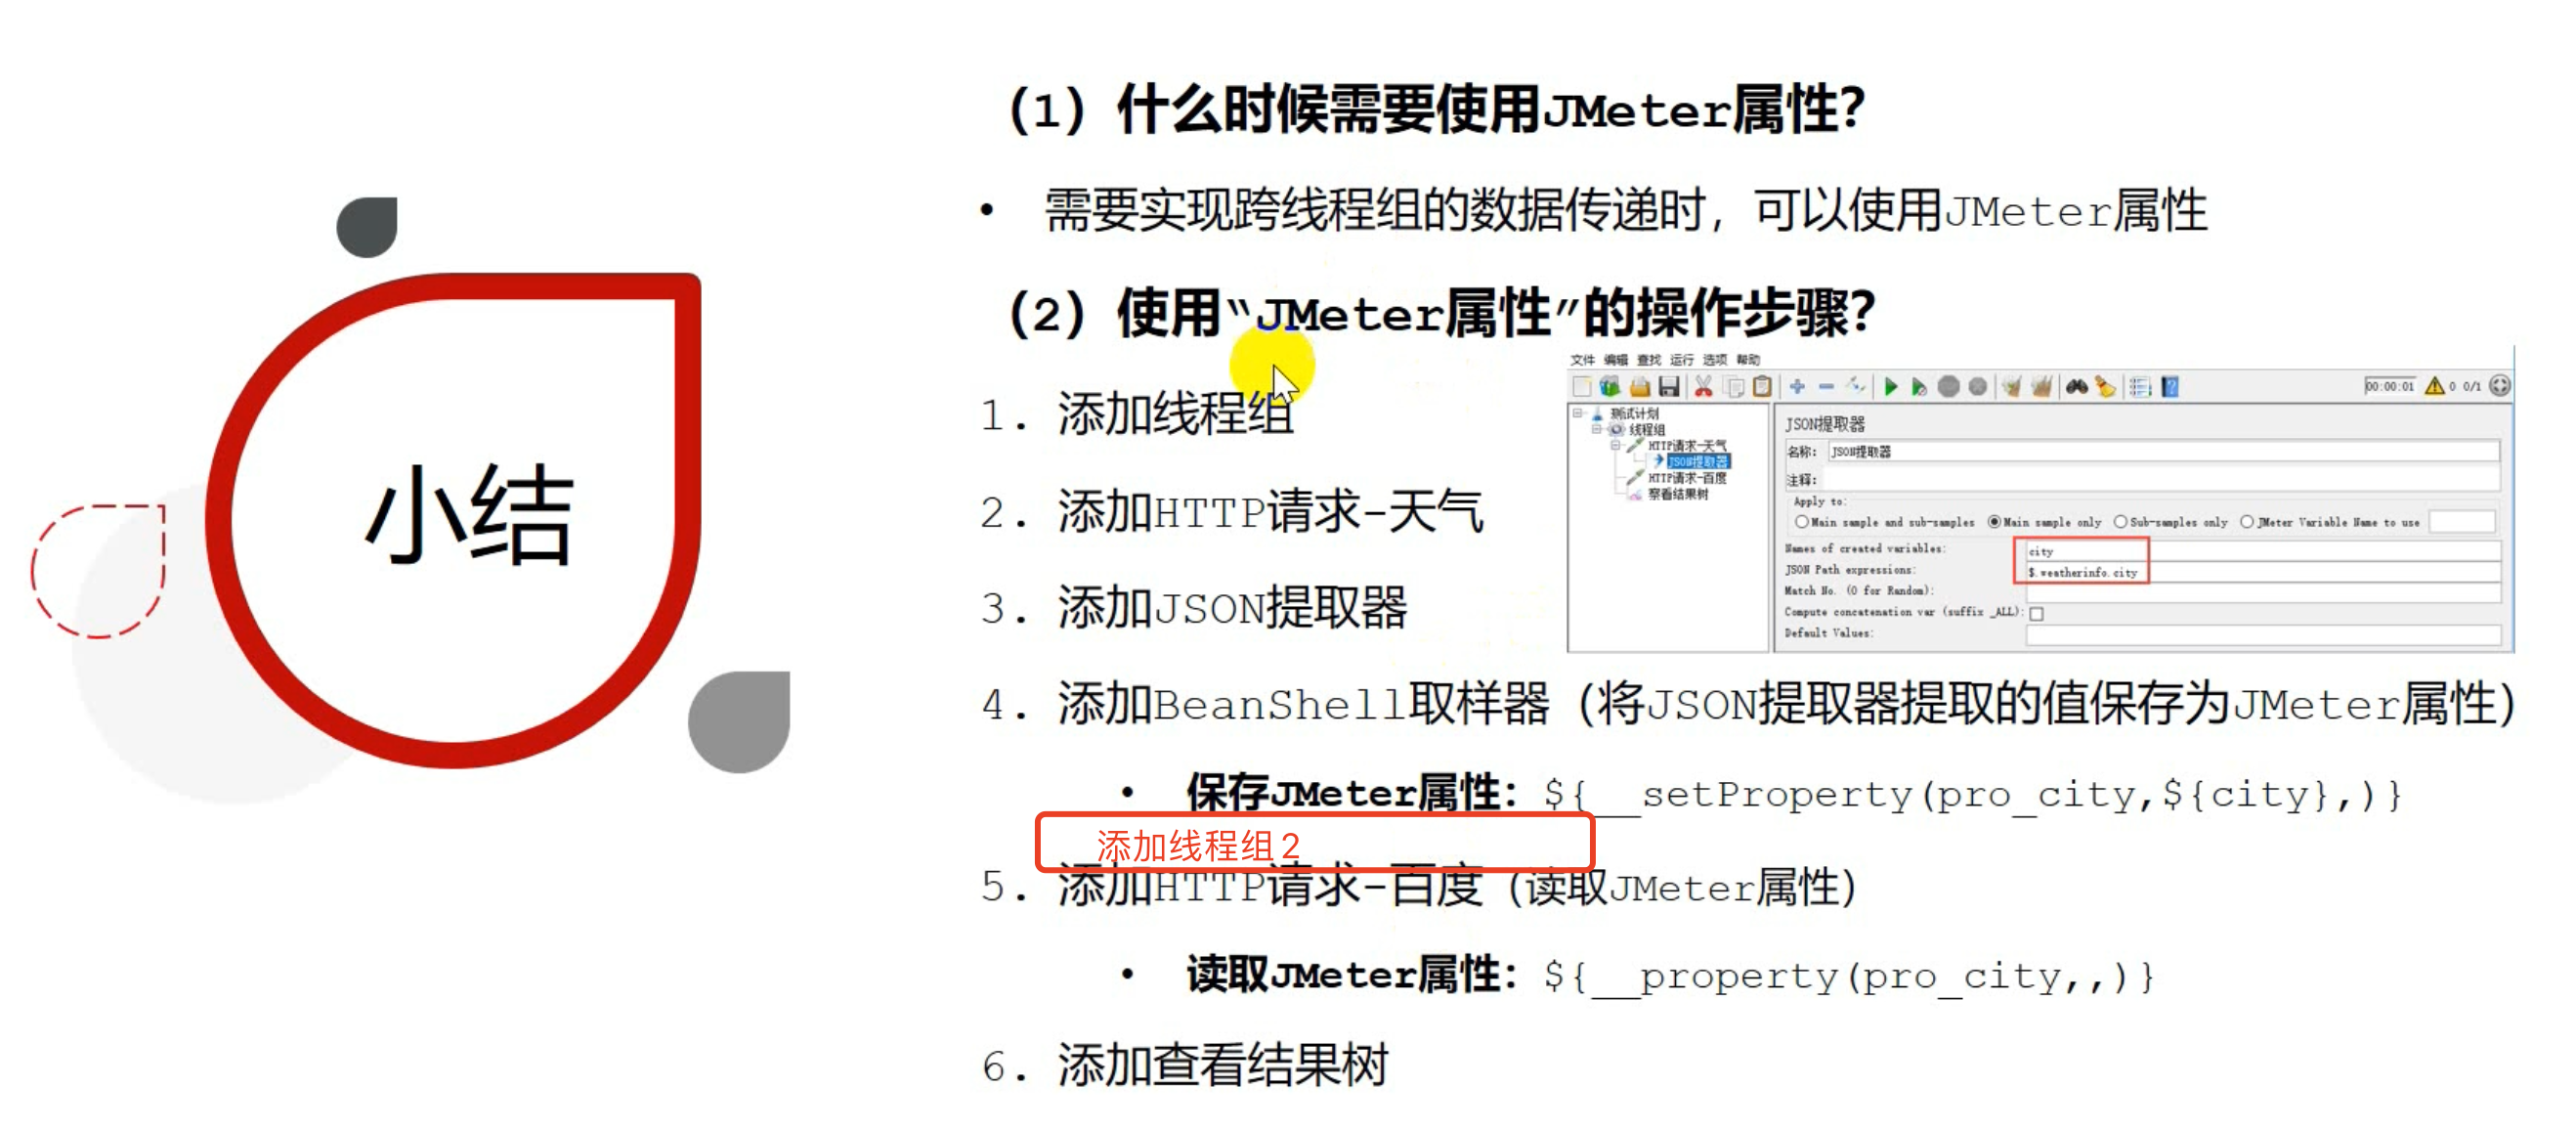 小结
（1）什么时候需要使用JMeter属性？
• 需要实现跨线程组的数据传递时，可以使用JMeter属性
（2）使用“JMeter属性”的操作步骤？
1. 添加线程组
2. 添加HTTP请求-天气
3. 添加JSON提取器
文件 编辑 查找 运行 选项 帮助
00:00:01 0 0/1
测试计划
线程组
HTTP请求-天气
JSON提取器
HTTP请求-百度
察看结果树
JSON提取器
名称： JSON提取器
注释：
Apply to:
Main sample and sub-samples Main sample only Sub-samples only JMeter Variable Name to use
Names of created variables: city
JSON Path expressions: $.weatherinfo.city
Match No. (0 for Random):
Compute concatenation var (suffix _ALL):
Default Values:
4. 添加BeanShell取样器（将JSON提取器提取的值保存为JMeter属性）
• 保存JMeter属性：${__setProperty(pro_city,${city},)}
添加线程组2
5. 添加HTTP请求-百度（读取JMeter属性）
• 读取JMeter属性：${__property(pro_city,,)}
6. 添加查看结果树